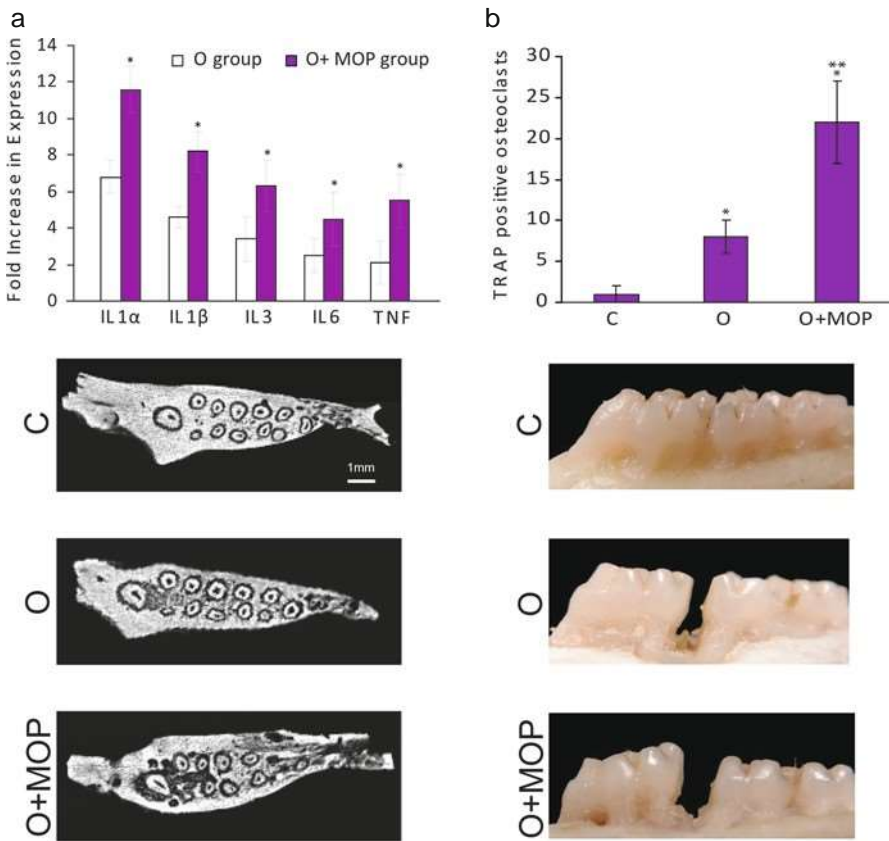 a
Fold Increase in Expression
14
12
10
8
6
4
2
0
O group
O+ MOP group
*
*
*
*
*
IL1α IL1β IL3 IL6 TNF
b
TRAP positive osteoclasts
30
25
20
15
10
5
0
*
**
*
C O O+MOP
C
1mm
O
O+MOP